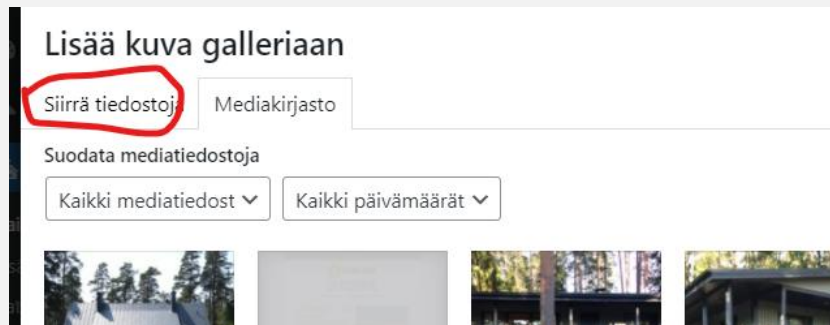 Lisää kuva galleriaan
Siirrä tiedostoja Mediakirjasto
Suodata mediatiedostoja
Kaikki mediatiedost Kaikki päivämäärät